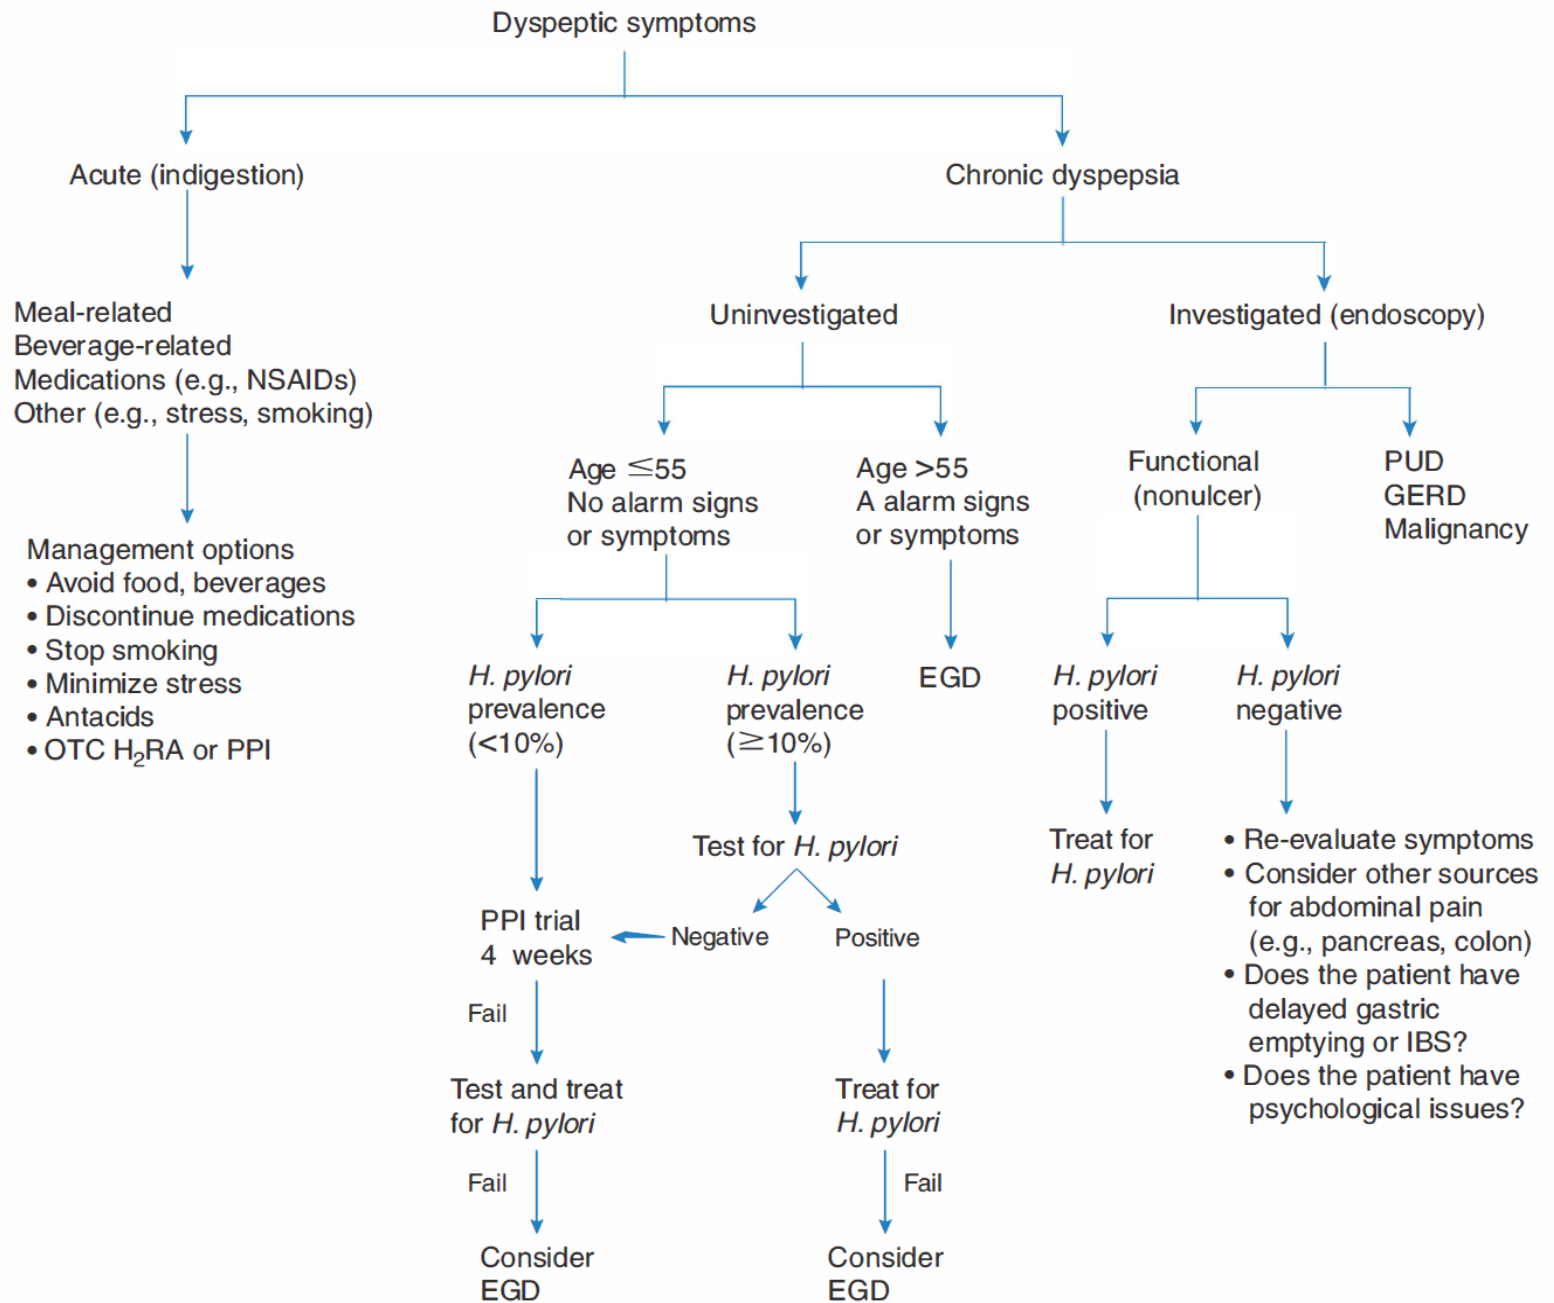 Dyspeptic symptoms
Acute (indigestion)
Chronic dyspepsia
Meal-related
Beverage-related
Medications (e.g., NSAIDs)
Other (e.g., stress, smoking)
Management options
• Avoid food, beverages
• Discontinue medications
• Stop smoking
• Minimize stress
• Antacids
• OTC H₂RA or PPI
Uninvestigated
Investigated (endoscopy)
Age ≦55
No alarm signs
or symptoms
Age >55
A alarm signs
or symptoms
Functional
(nonulcer)
PUD
GERD
Malignancy
H. pylori
prevalence
(<10%)
H. pylori
prevalence
(≧10%)
EGD
H. pylori
positive
H. pylori
negative
Test for H. pylori
Negative
Positive
PPI trial
4 weeks
Fail
Test and treat
for H. pylori
Fail
Consider
EGD
Treat for
H. pylori
Fail
Consider
EGD
Treat for
H. pylori
• Re-evaluate symptoms
• Consider other sources
for abdominal pain
(e.g., pancreas, colon)
• Does the patient have
delayed gastric
emptying or IBS?
• Does the patient have
psychological issues?